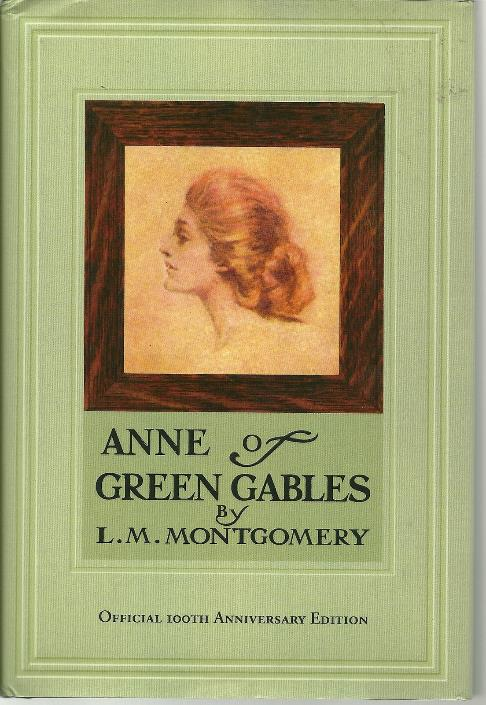 ANNE of
GREEN GABLES
By
L.M. MONTGOMERY
OFFICIAL 100TH ANNIVERSARY EDITION